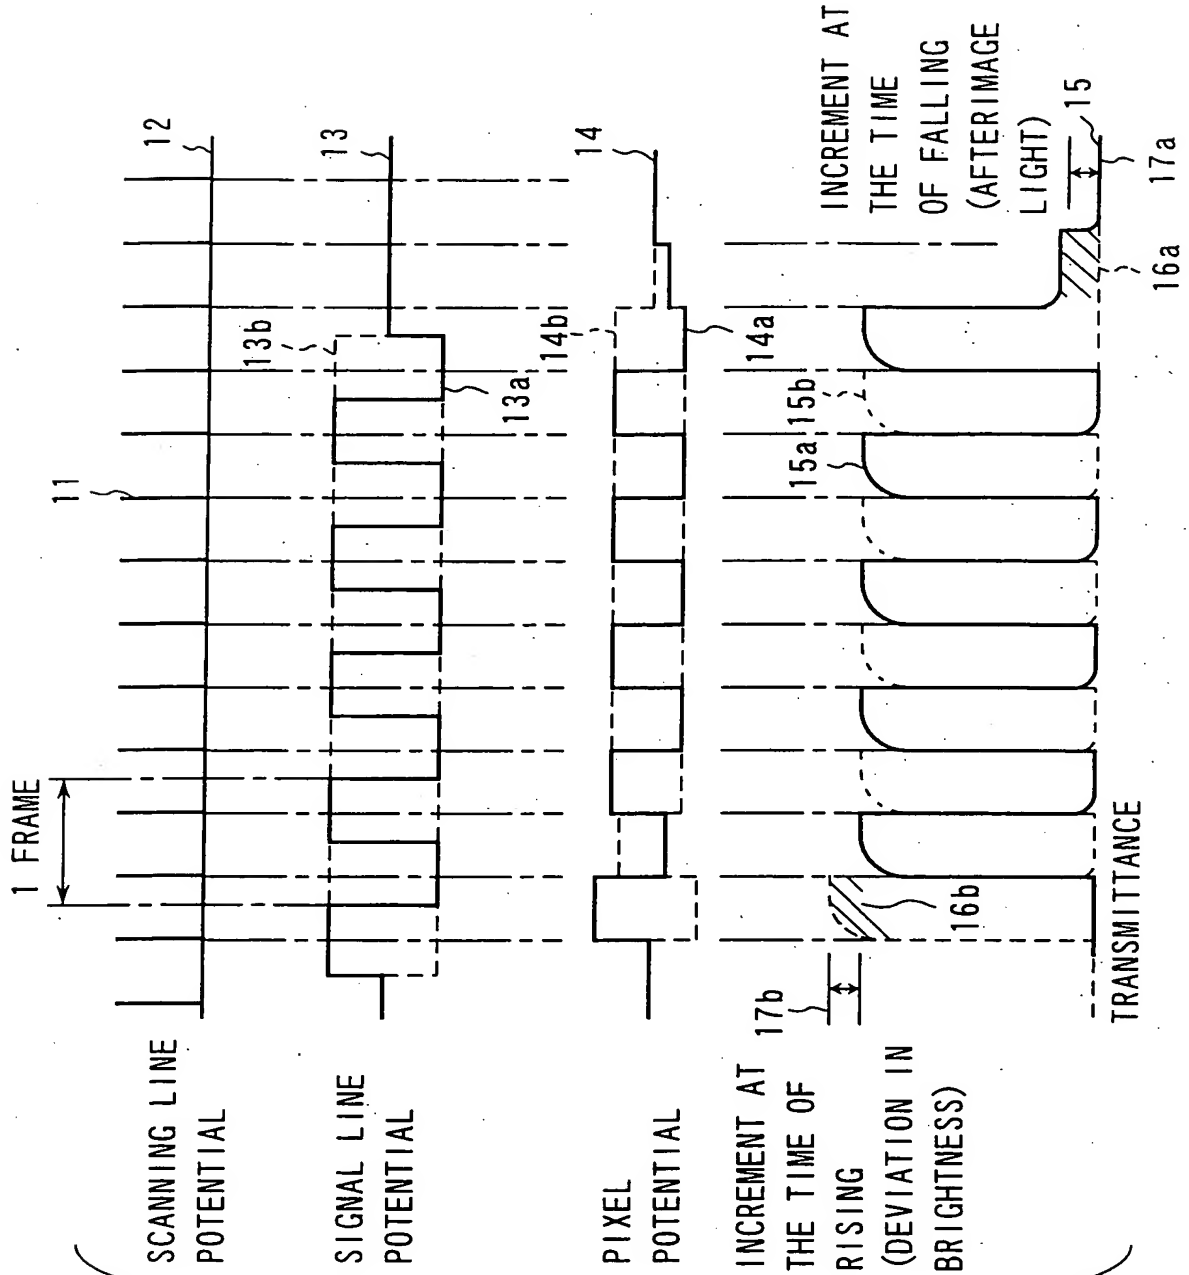 1 FRAME
11
12
SCANNING LINE
POTENTIAL
13b
13
13a
SIGNAL LINE
POTENTIAL
14b
14
14a
PIXEL
POTENTIAL
INCREMENT AT
THE TIME OF
RISING
(DEVIATION IN
BRIGHTNESS)
17b
16b
15a
15b
INCREMENT AT
THE TIME
OF FALLING
(AFTERIMAGE
LIGHT)
15
17a
16a
TRANSMITTANCE